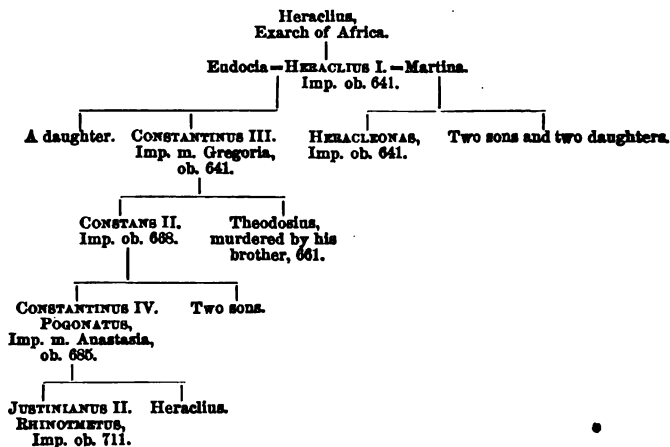 Heraclius,
Exarch of Africa.
Eudocia=HERACLIUS I.=Martina.
Imp. ob. 641.
A daughter. CONSTANTINUS III. HERACLEONAS, Two sons and two daughters.
Imp. m. Gregoria, Imp. ob. 641.
ob. 641.
CONSTANS II. Theodosius,
Imp. ob. 668. murdered by his
brother, 661.
CONSTANTINUS IV. Two sons.
POGONATUS,
Imp. m. Anastasia,
ob. 685.
JUSTINIANUS II. Heraclius.
RHINOTMETUS,
Imp. ob. 711.